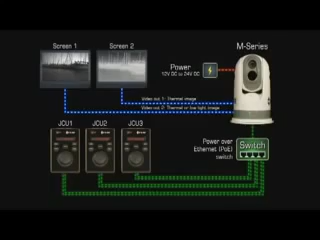 Screen 1
Screen 2
M-Series
Power
12V DC to 24V DC
Video out 1: Thermal image
Video out 2: Thermal or low light image
JCU1
JCU2
JCU3
Power over
Ethernet (PoE)
switch
Switch